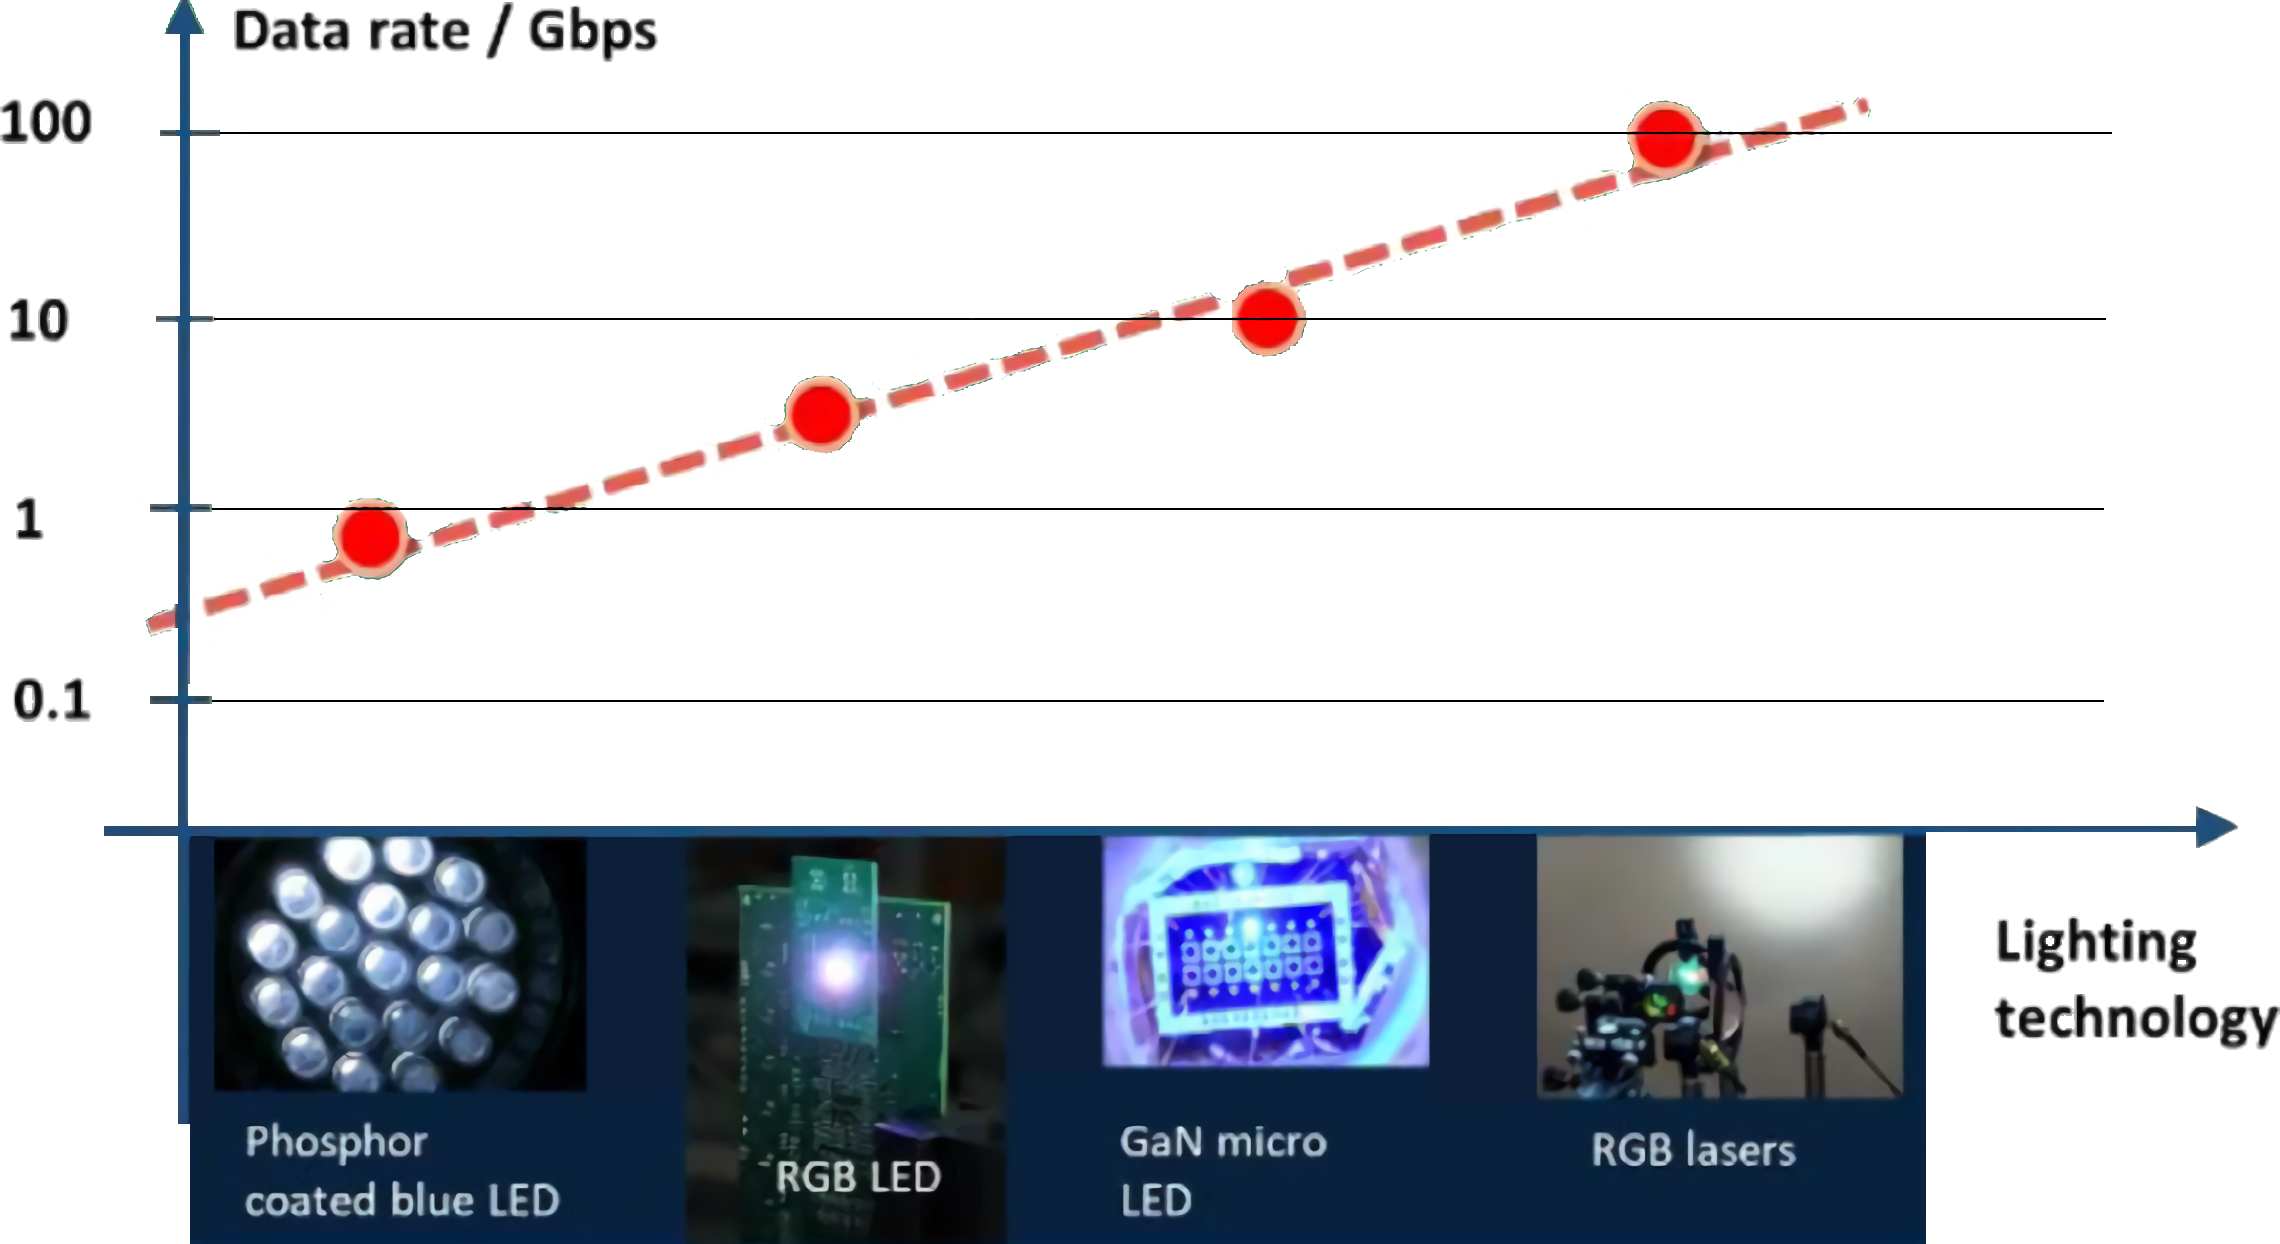 Data rate / Gbps
100
10
1
0.1
Lighting
technology
Phosphor
coated blue LED
RGB LED
GaN micro
LED
RGB lasers